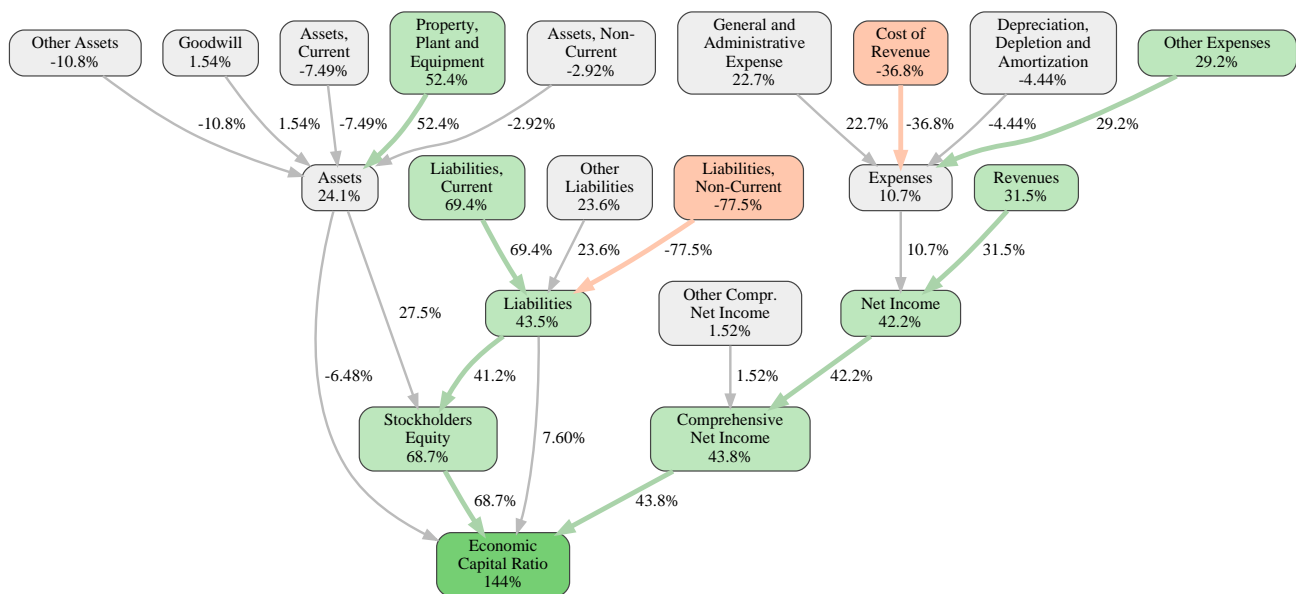 Other Assets
-10.8%
Goodwill
1.54%
Assets,
Current
-7.49%
Property,
Plant and
Equipment
52.4%
Assets, Non-
Current
-2.92%
General and
Administrative
Expense
22.7%
Cost of
Revenue
-36.8%
Depreciation,
Depletion and
Amortization
-4.44%
Other Expenses
29.2%
-10.8%
1.54%
-7.49%
52.4%
-2.92%
22.7%
-36.8%
-4.44%
29.2%
Assets
24.1%
Liabilities,
Current
69.4%
Other
Liabilities
23.6%
Liabilities,
Non-Current
-77.5%
Expenses
10.7%
Revenues
31.5%
69.4%
23.6%
-77.5%
10.7%
31.5%
27.5%
Liabilities
43.5%
Other Compr.
Net Income
1.52%
Net Income
42.2%
-6.48%
41.2%
1.52%
42.2%
Stockholders
Equity
68.7%
7.60%
Comprehensive
Net Income
43.8%
68.7%
43.8%
Economic
Capital Ratio
144%